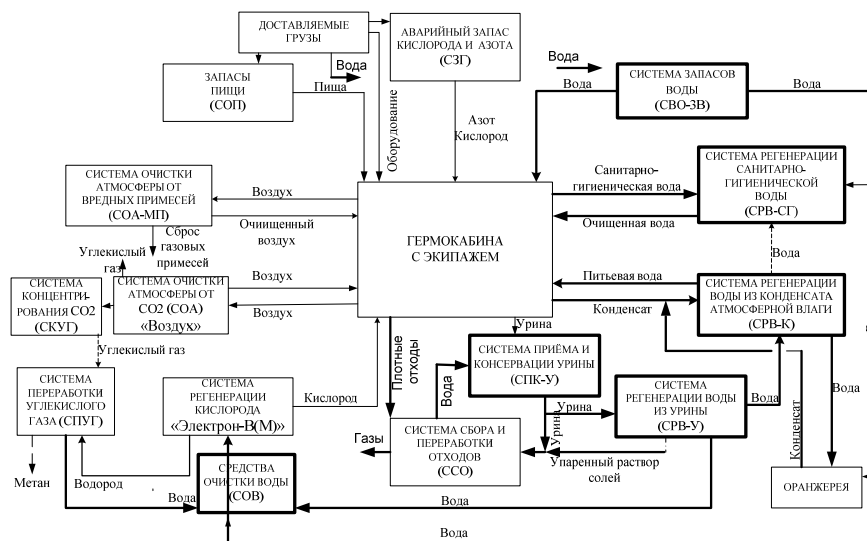 ДОСТАВЛЯЕМЫЕ
ГРУЗЫ
АВАРИЙНЫЙ ЗАПАС
КИСЛОРОДА И АЗОТА
(СЗГ)
Вода
ЗАПАСЫ
ПИЩИ
(СОП)
Пища
Оборудование
Азот
Кислород
Вода
Вода
СИСТЕМА ЗАПАСОВ
ВОДЫ
(СВО-ЗВ)
Вода
СИСТЕМА ОЧИСТКИ
АТМОСФЕРЫ ОТ
ВРЕДНЫХ ПРИМЕСЕЙ
(СОА-МП)
Воздух
Очиищенный
воздух
Сброс
газовых
примесей
Углекислый
газ
ГЕРМОКАБИНА
С ЭКИПАЖЕМ
Санитарно-
гигиеническая вода
Очищенная вода
СИСТЕМА РЕГЕНЕРАЦИИ
САНИТАРНО-
ГИГИЕНИЧЕСКОЙ
ВОДЫ
(СРВ-СГ)
Вода
СИСТЕМА
КОНЦЕНТРИ-
РОВАНИЯ СО2
(СКУГ)
СИСТЕМА ОЧИСТКИ
АТМОСФЕРЫ ОТ
СО2 (СОА)
«Воздух»
Воздух
Воздух
Питьевая вода
Конденсат
СИСТЕМА РЕГЕНЕРАЦИИ
ВОДЫ ИЗ КОНДЕНСАТА
АТМОСФЕРНОЙ ВЛАГИ
(СРВ-К)
Углекислый газ
Урина
Плотные
отходы
СИСТЕМА ПРИЁМА И
КОНСЕРВАЦИИ УРИНЫ
(СПК-У)
СИСТЕМА
ПЕРЕРАБОТКИ
УГЛЕКИСЛОГО
ГАЗА (СПУГ)
СИСТЕМА
РЕГЕНЕРАЦИИ
КИСЛОРОДА
«Электрон-В(М)»
Кислород
Вода
Урина
Урина
СИСТЕМА
РЕГЕНЕРАЦИИ ВОДЫ
ИЗ УРИНЫ
(СРВ-У)
Вода
Конденсат
Вода
Газы
СИСТЕМА СБОРА И
ПЕРЕРАБОТКИ
ОТХОДОВ
(ССО)
Упаренный раствор
солей
Метан
Водород
СРЕДСТВА
ОЧИСТКИ ВОДЫ
(СОВ)
Вода
Вода
ОРАНЖЕРЕЯ
Вода